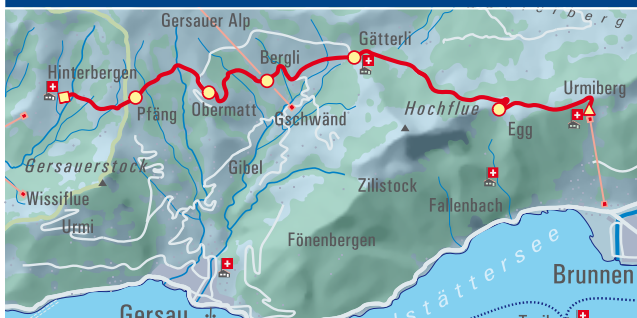 Gersauer Alp
Gätterli
Bergli
Hinterbergen
Urmiberg
Pfäng
Obermatt
Gschwänd
Hochflue
Egg
Gersauerstock
Gibel
Zilistock
Wissiflue
Fallenbach
Urmi
Fönenbergen
Brunnen
Gersau
stättersee